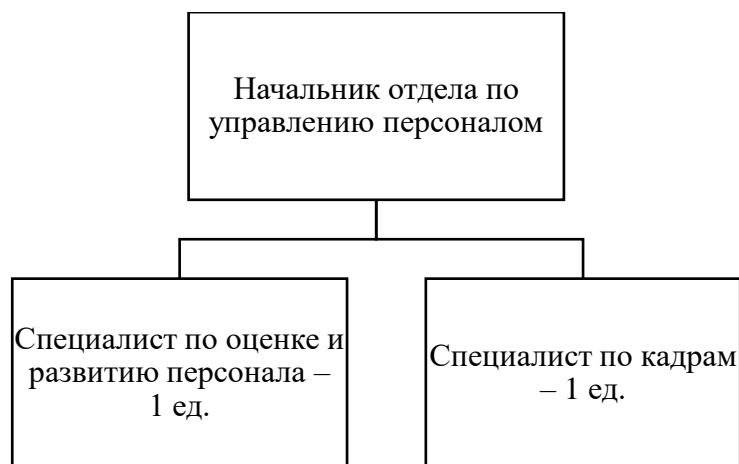 Начальник отдела по
управлению персоналом
Специалист по оценке и
развитию персонала –
1 ед.
Специалист по кадрам
– 1 ед.